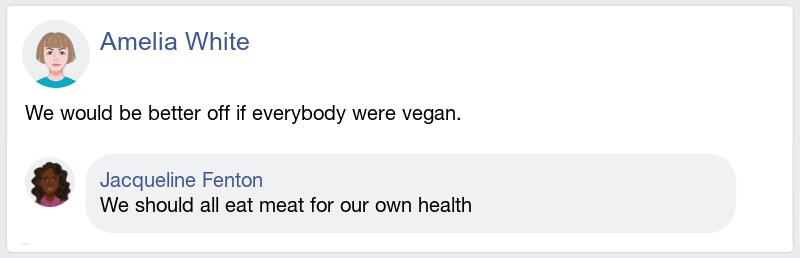 Amelia White
We would be better off if everybody were vegan.
Jacqueline Fenton
We should all eat meat for our own health